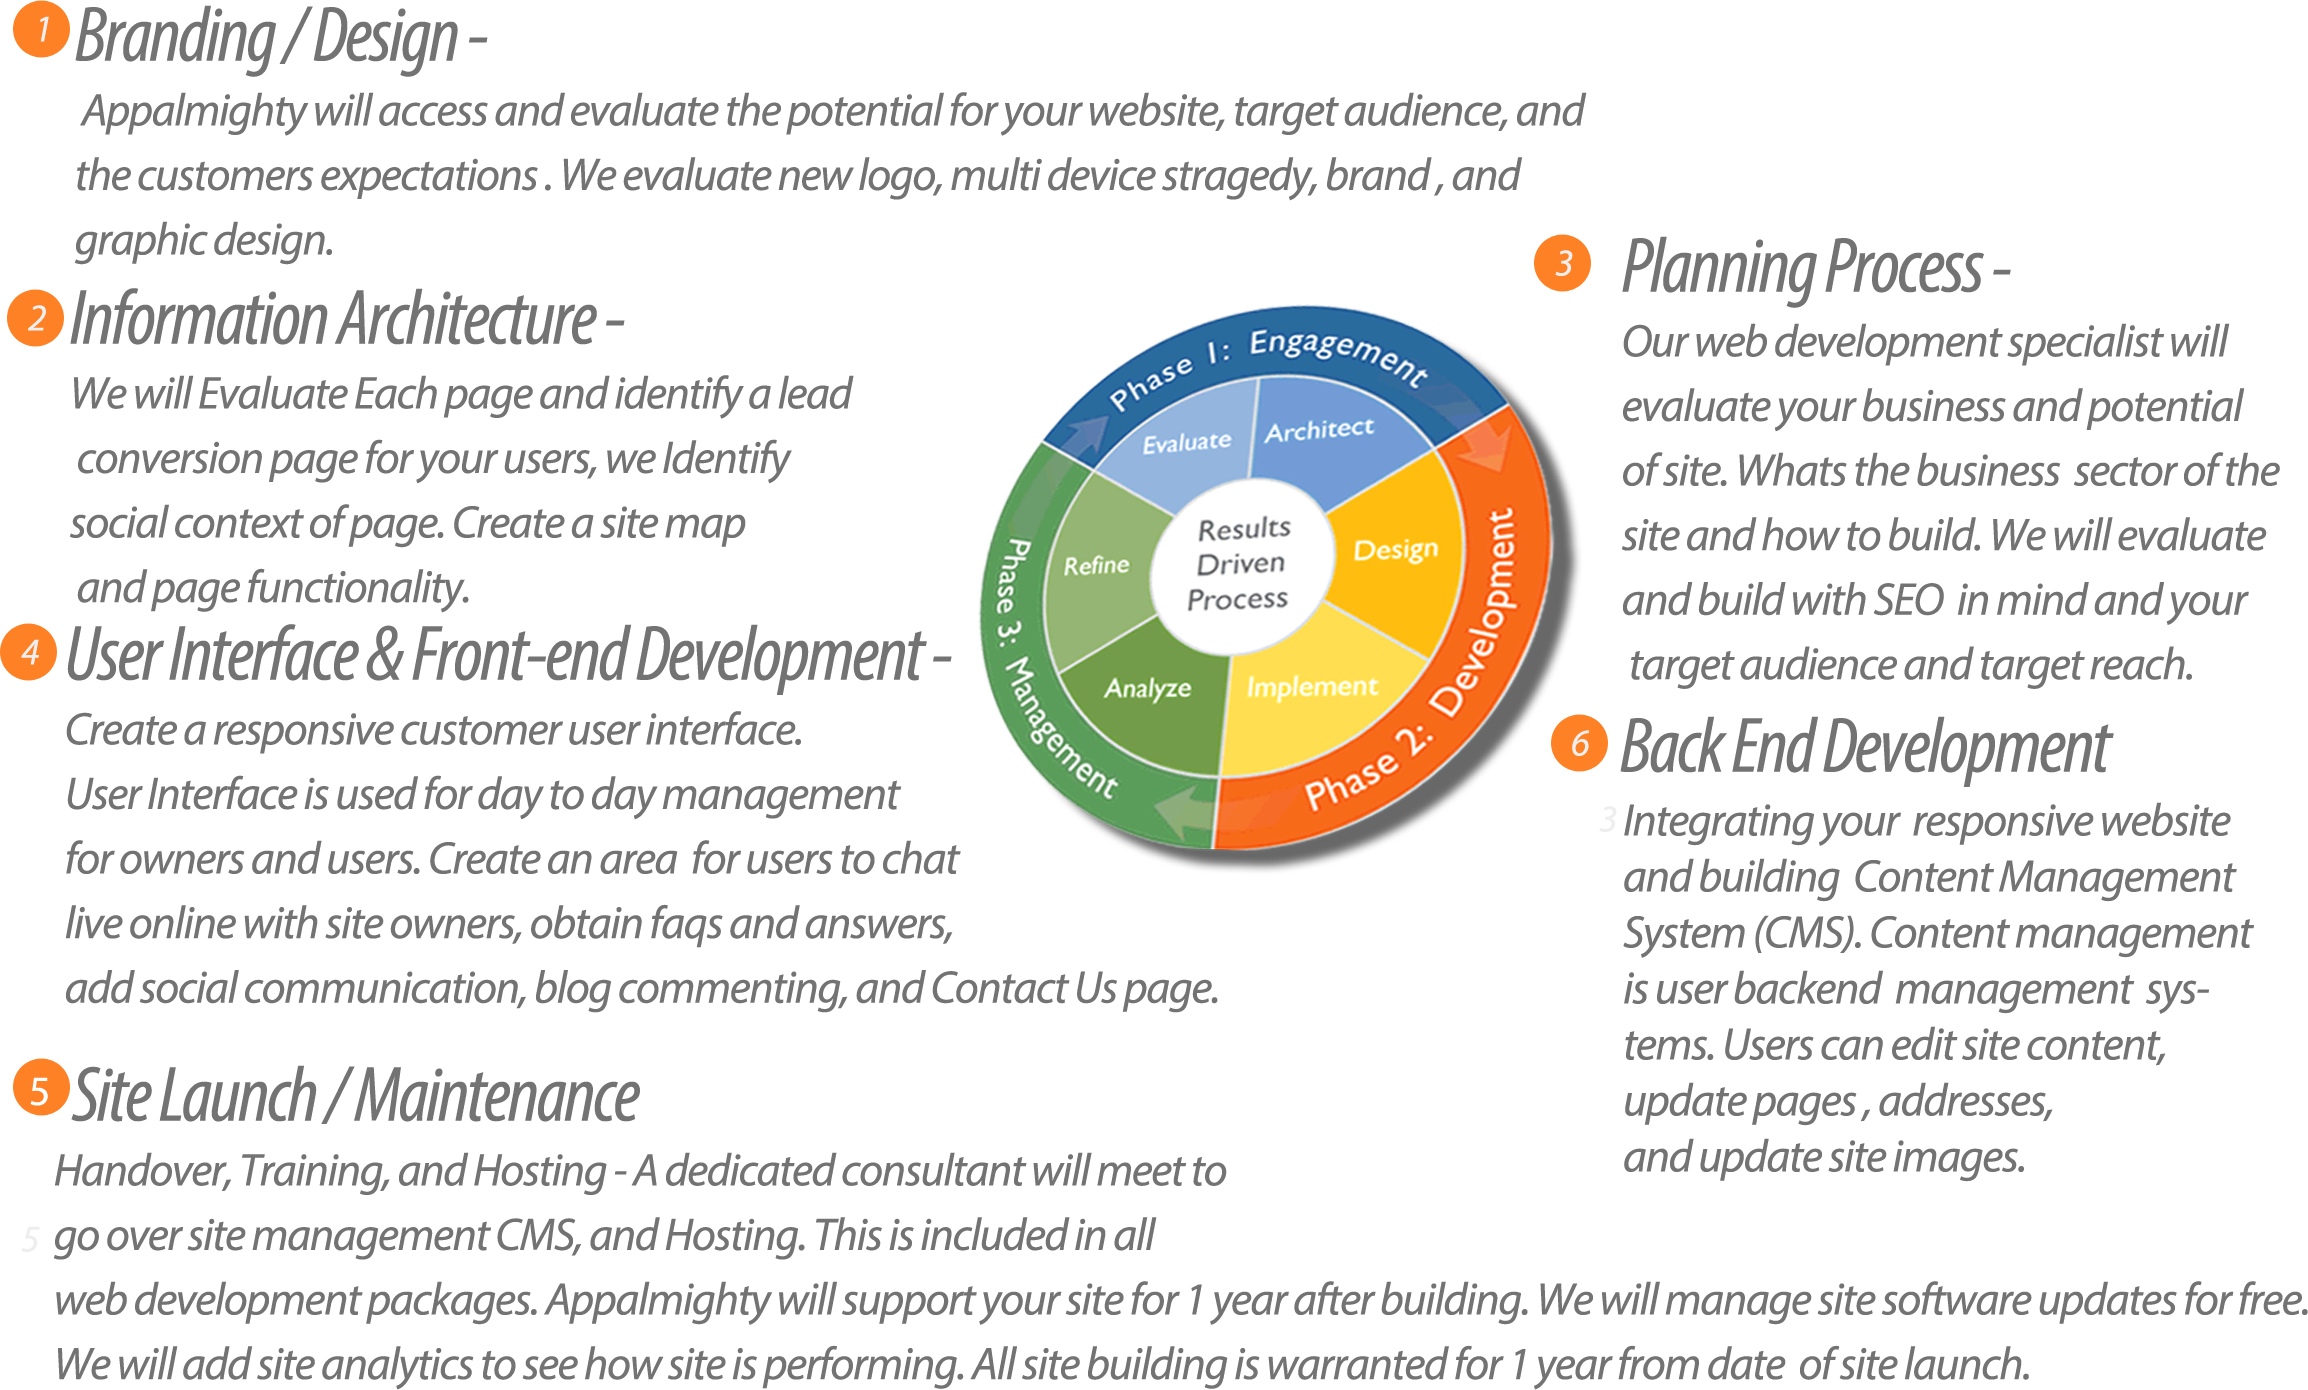 1 Branding / Design -
Appalmighty will access and evaluate the potential for your website, target audience, and
the customers expectations . We evaluate new logo, multi device stragedy, brand , and
graphic design.
2 Information Architecture -
We will Evaluate Each page and identify a lead
conversion page for your users, we Identify
social context of page. Create a site map
and page functionality.
3 Planning Process -
Our web development specialist will
evaluate your business and potential
of site. Whats the business sector of the
site and how to build. We will evaluate
and build with SEO in mind and your
target audience and target reach.
Phase 1: Engagement
Evaluate
Architect
Phase 2: Development
Design
Implement
Phase 3: Management
Analyze
Refine
Results
Driven
Process
4 User Interface & Front-end Development -
Create a responsive customer user interface.
User Interface is used for day to day management
for owners and users. Create an area for users to chat
live online with site owners, obtain faqs and answers,
add social communication, blog commenting, and Contact Us page.
6 Back End Development
3 Integrating your responsive website
and building Content Management
System (CMS). Content management
is user backend management sys-
tems. Users can edit site content,
update pages , addresses,
and update site images.
5 Site Launch / Maintenance
Handover, Training, and Hosting - A dedicated consultant will meet to
5 go over site management CMS, and Hosting. This is included in all
web development packages. Appalmighty will support your site for 1 year after building. We will manage site software updates for free.
We will add site analytics to see how site is performing. All site building is warranted for 1 year from date of site launch.